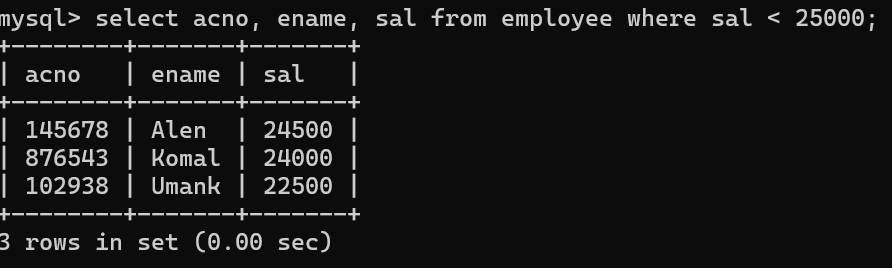 mysql> select acno, ename, sal from employee where sal < 25000;
+--------+-------+-------+
| acno   | ename | sal   |
+--------+-------+-------+
| 145678 | Alen  | 24500 |
| 876543 | Komal | 24000 |
| 102938 | Umank | 22500 |
+--------+-------+-------+
3 rows in set (0.00 sec)